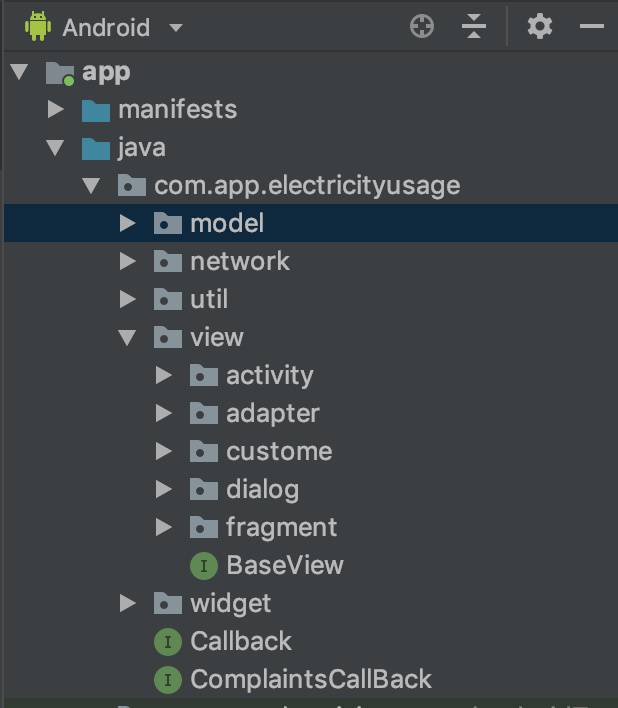 Android
app
manifests
java
com.app.electricityusage
model
network
util
view
activity
adapter
custome
dialog
fragment
I BaseView
widget
I Callback
I ComplaintsCallBack